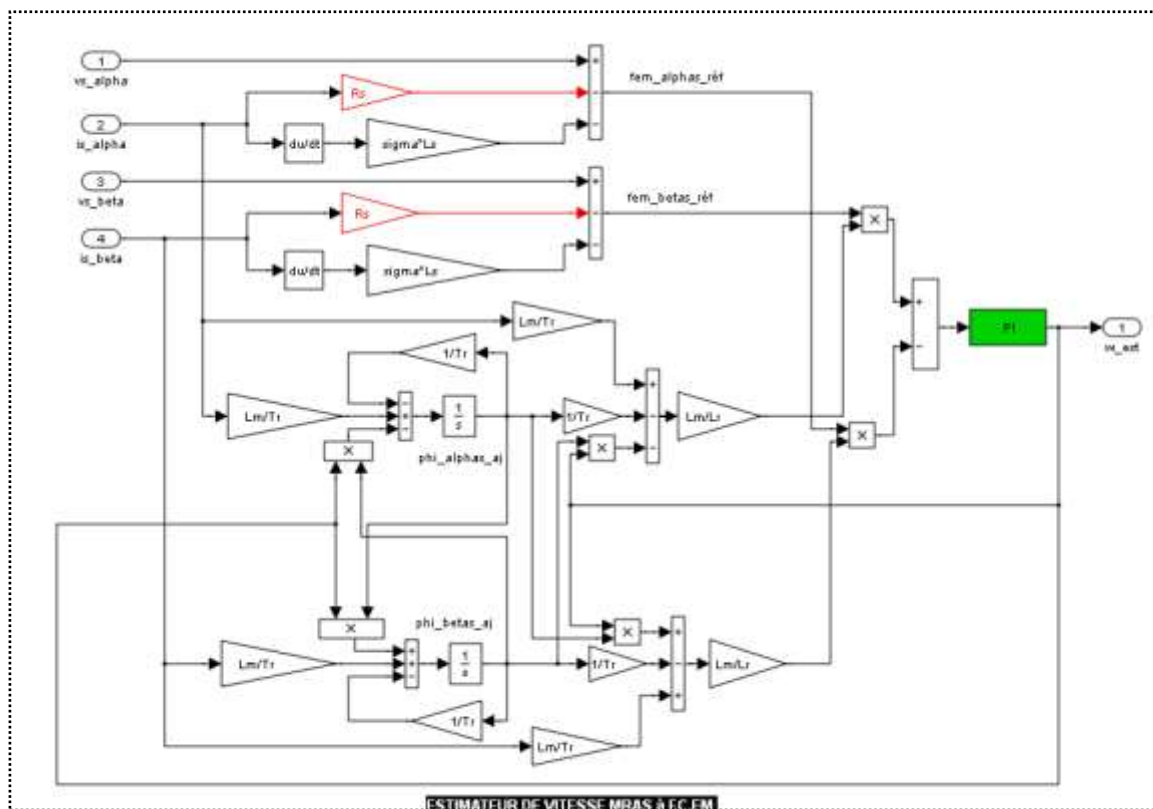 1
vs_alpha
fem_alphas_réf
Rs
2
is_alpha
du/dt
sigma*Ls
3
vs_beta
fem_betas_réf
Rs
×
4
is_beta
du/dt
sigma*Ls
Lm/Tr
PI
1
w_est
1/Tr
Lm/Tr
1
s
1/Tr
Lm/Lr
×
×
×
phi_alphas_aj
×
phi_betas_aj
×
Lm/Tr
1
s
1/Tr
Lm/Lr
1/Tr
Lm/Tr
ESTIMATEUR DE VITESSE MRAS à F.C.EM